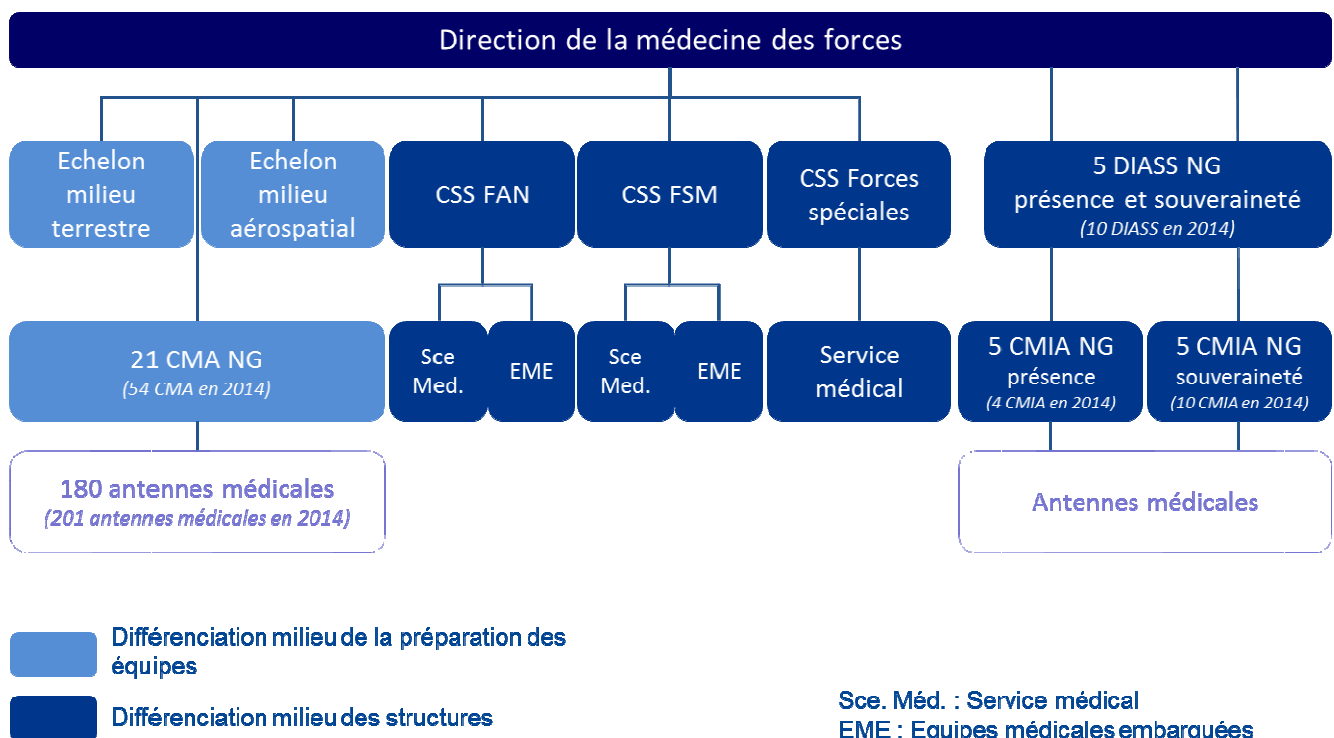 Direction de la médecine des forces
Echelon
milieu
terrestre
Echelon
milieu
aérospatial
CSS FAN
CSS FSM
CSS Forces
spéciales
5 DIASS NG
présence et souveraineté
(10 DIASS en 2014)
21 CMA NG
(54 CMA en 2014)
Sce
Med.
EME
Sce
Med.
EME
Service
médical
5 CMIA NG
présence
(4 CMIA en 2014)
5 CMIA NG
souveraineté
(10 CMIA en 2014)
180 antennes médicales
(201 antennes médicales en 2014)
Antennes médicales
Différenciation milieu de la préparation des
équipes
Différenciation milieu des structures
Sce. Méd. : Service médical
EME : Equipes médicales embarquées